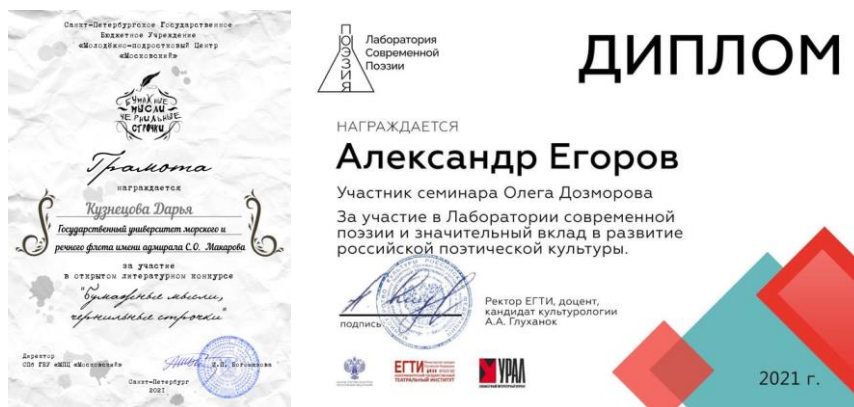 Санкт-Петербургское Государственное
Бюджетное Учреждение
«Молодёжно-подростковый Центр
«Московский»
БУМАЖНЫЕ
МЫСЛИ
ЧЕРНИЛЬНЫЕ
СТРОЧКИ
Грамота
награждается
Кузнецова Дарья
Государственный университет морского и
речного флота имени адмирала С.О. Макарова
за участие
в открытом литературном конкурсе
"Бумажные мысли,
чернильные строчки"
Директор
СПб ГБУ «МПЦ «Московский»
Санкт-Петербург
2021
ПОЭЗИЯ
Лаборатория
Современной
Поэзии
ДИПЛОМ
НАГРАЖДАЕТСЯ
Александр Егоров
Участник семинара Олега Дозморова
За участие в Лаборатории современной
поэзии и значительный вклад в развитие
российской поэтической культуры.
подпись
Ректор ЕГТИ, доцент,
кандидат культурологии
А.А. Глуханюк
ЕГТИ
ТЕАТРАЛЬНЫЙ ИНСТИТУТ
УРАЛ
2021 г.